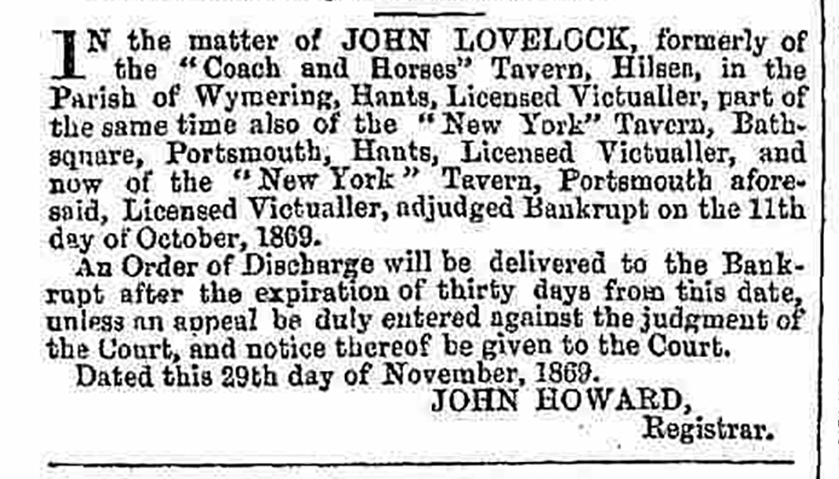 IN the matter of JOHN LOVELOCK, formerly of
the "Coach and Horses" Tavern, Hilsea, in the
Parish of Wymering, Hants, Licensed Victualler, part of
the same time also of the "New York" Tavern, Bath-
square, Portsmouth, Hants, Licensed Victualler, and
now of the "New York" Tavern, Portsmouth afore-
said, Licensed Victualler, adjudged Bankrupt on the 11th
day of October, 1869.
An Order of Discharge will be delivered to the Bank-
rupt after the expiration of thirty days from this date,
unless an appeal be duly entered against the judgment of
the Court, and notice thereof be given to the Court.
Dated this 29th day of November, 1869.
JOHN HOWARD,
Registrar.